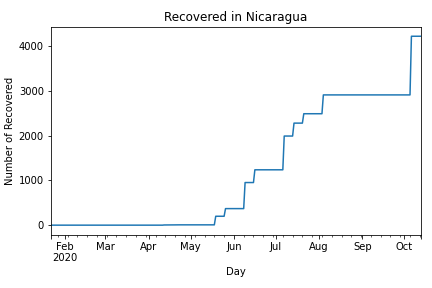 Recovered in Nicaragua
Number of Recovered
4000
3000
2000
1000
0
Feb Mar Apr May Jun Jul Aug Sep Oct
2020
Day